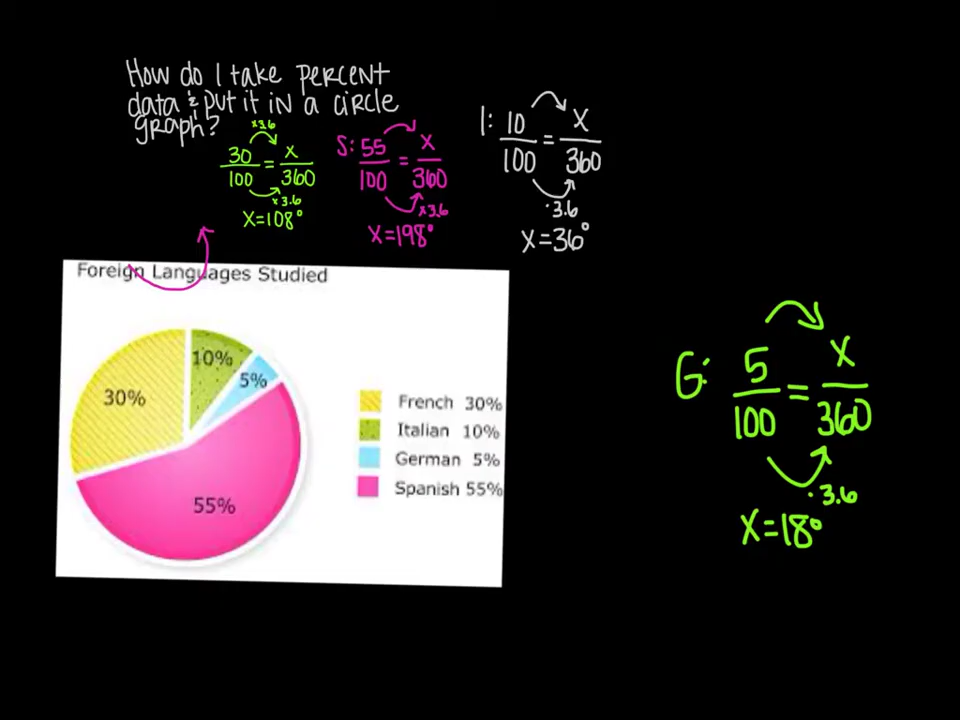 How do I take percent
data & put it in a circle
graph?
x3.6
30/100 = x/360
x3.6
x=108°
S: 55/100 = x/360
x3.6
x=198°
I: 10/100 = x/360
·3.6
x=36°
Foreign Languages Studied
30%
10%
5%
55%
French 30%
Italian 10%
German 5%
Spanish 55%
G: 5/100 = x/360
·3.6
x=18°